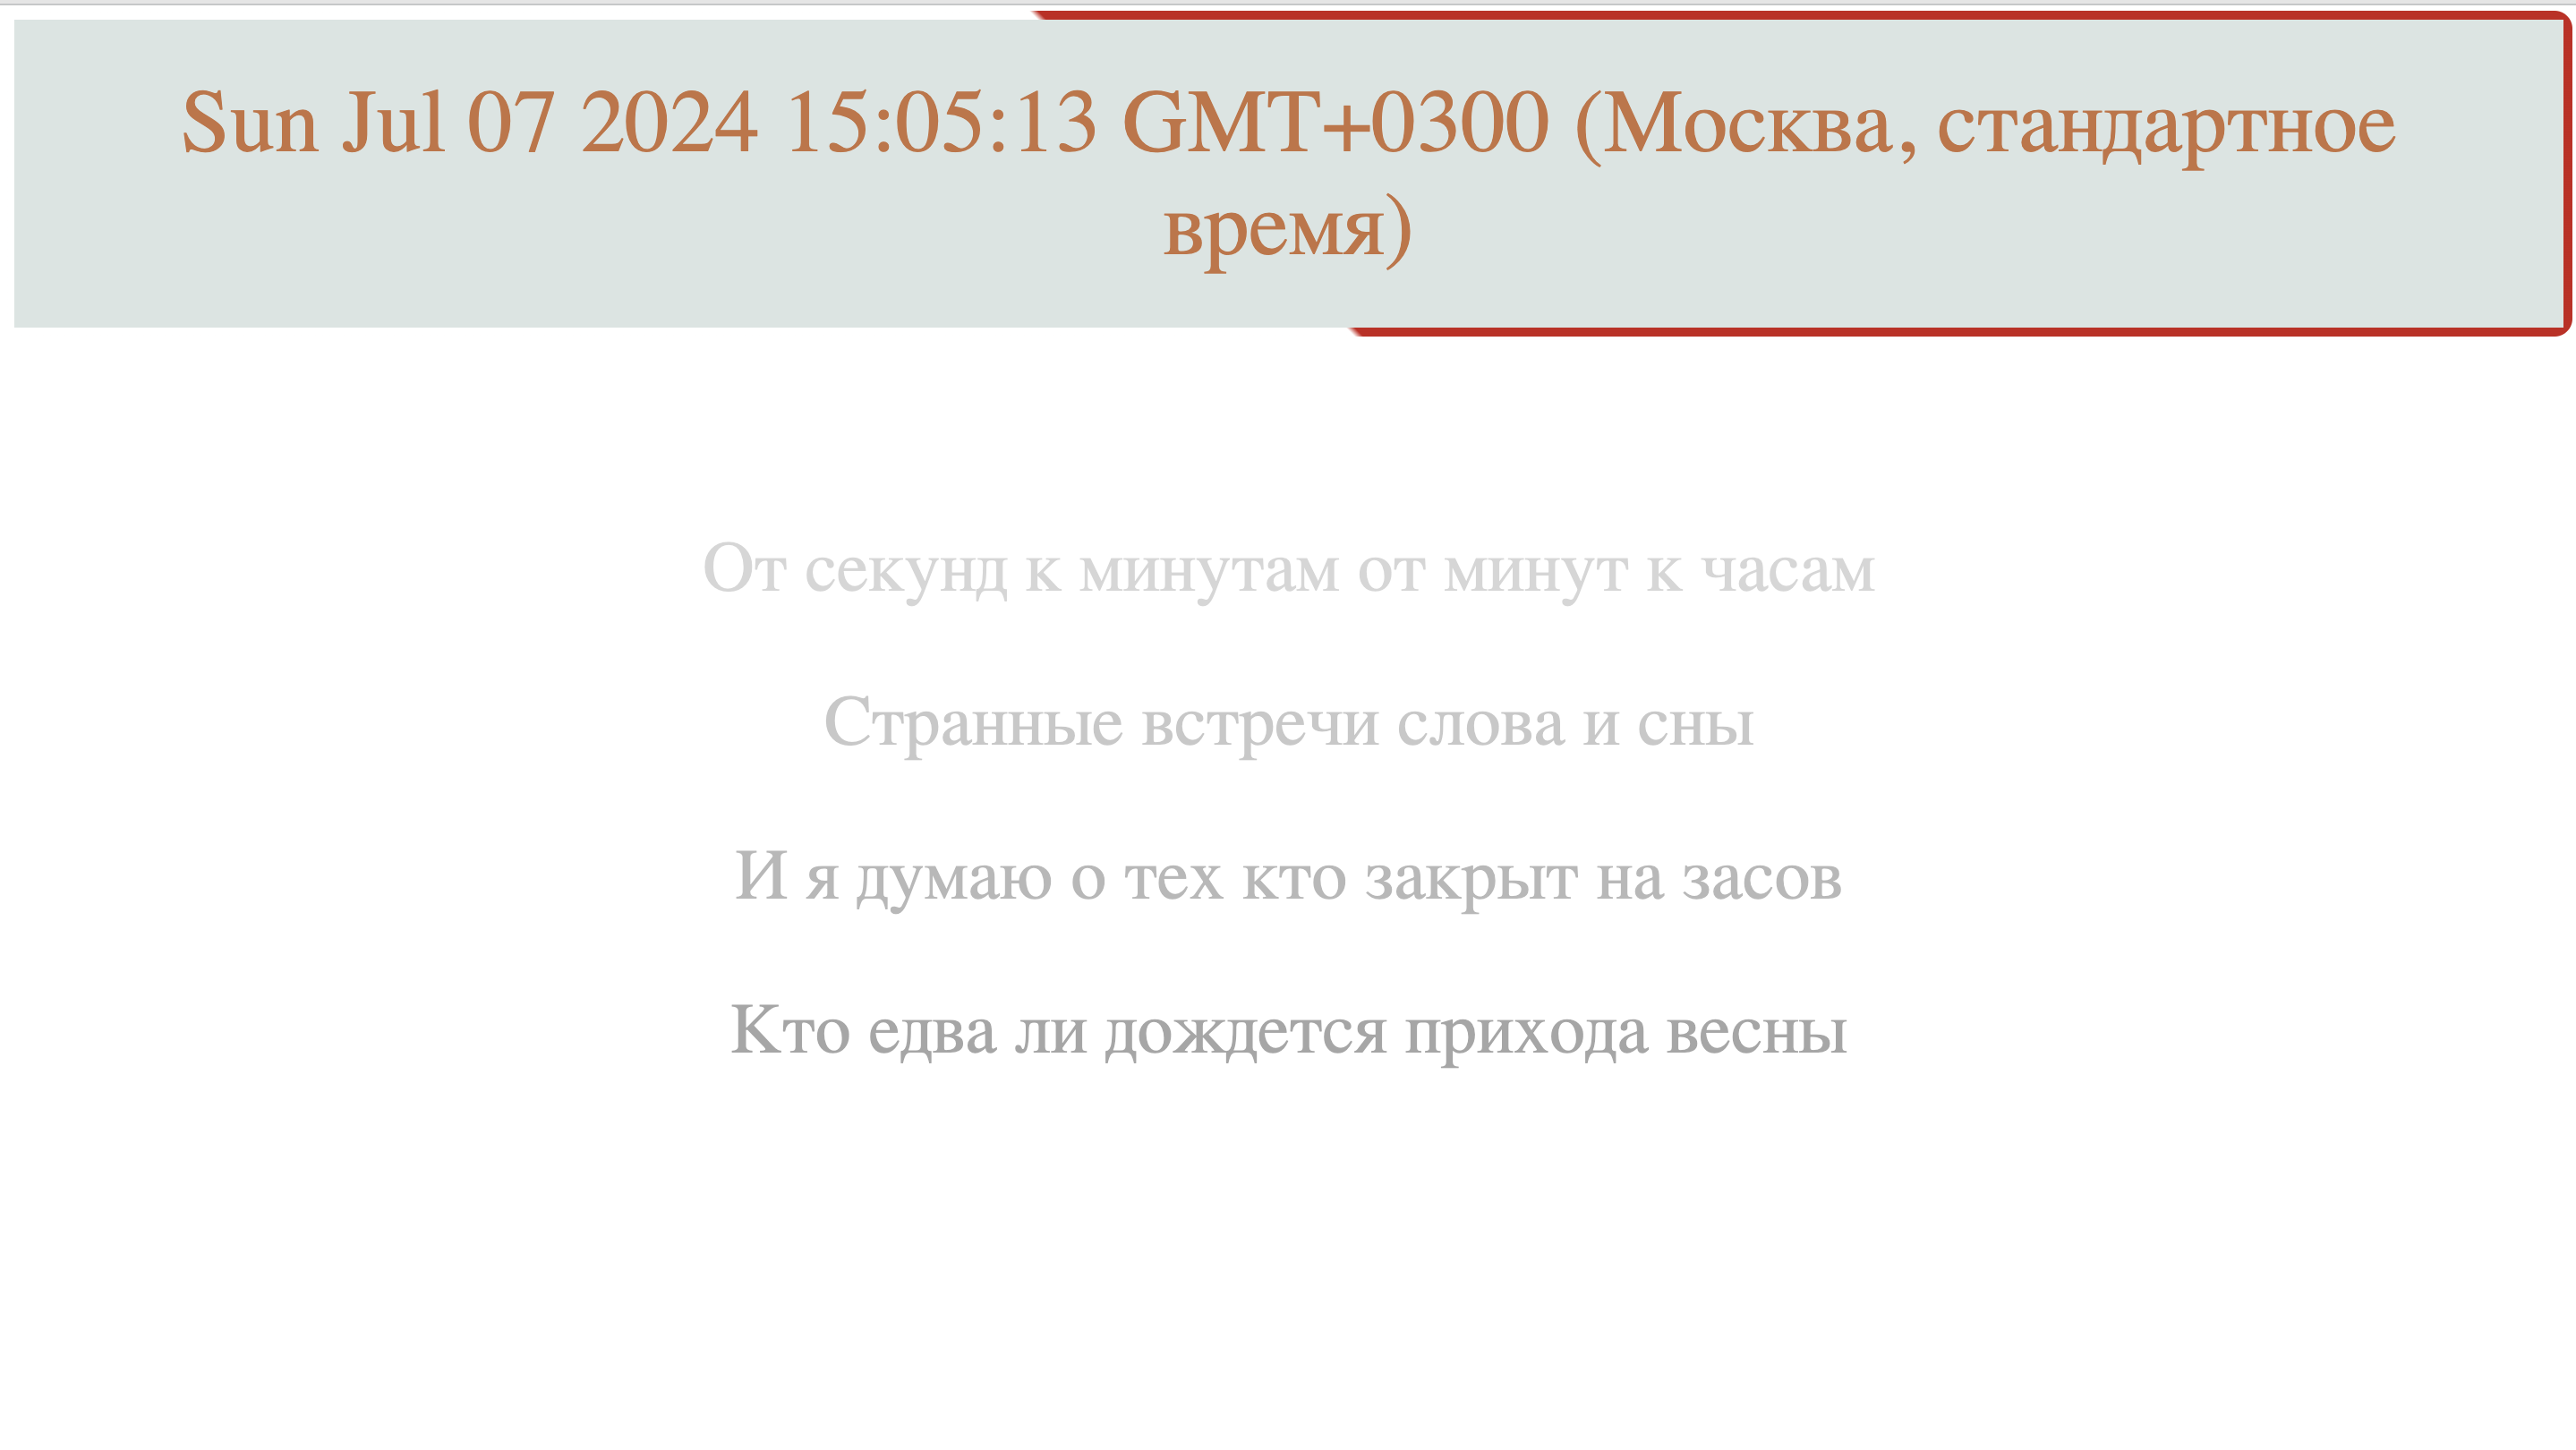 Sun Jul 07 2024 15:05:13 GMT+0300 (Москва, стандартное
время)
От секунд к минутам от минут к часам
Странные встречи слова и сны
И я думаю о тех кто закрыт на засов
Кто едва ли дождется прихода весны